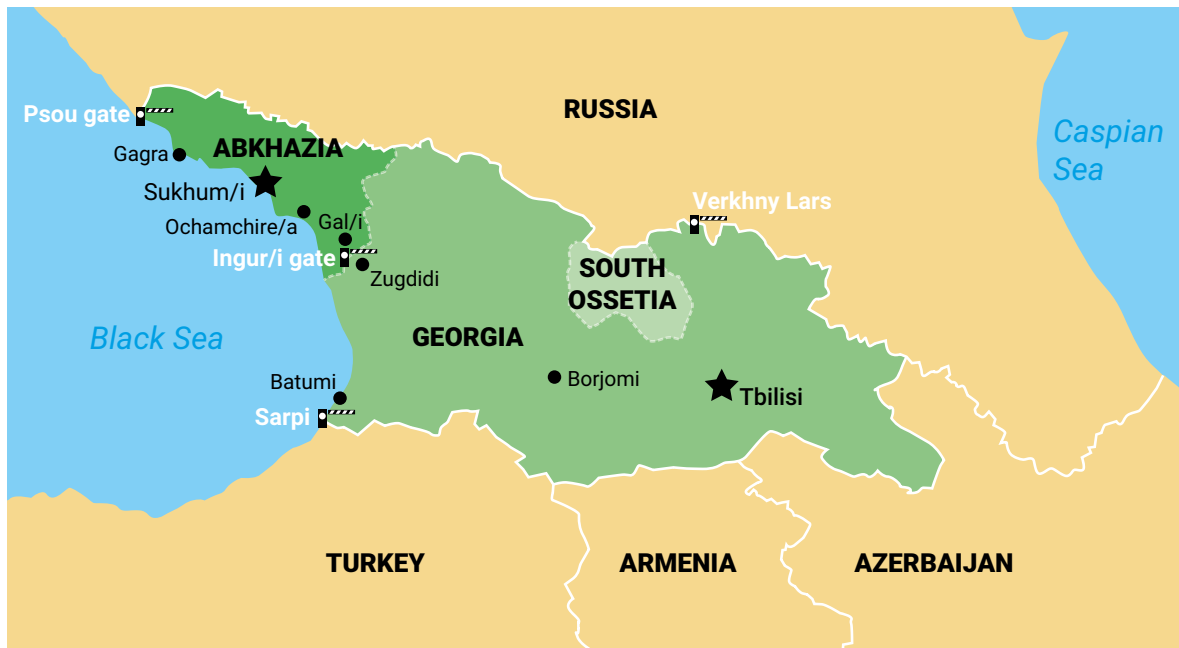 RUSSIA
Psou gate
Caspian
Sea
ABKHAZIA
Gagra
Sukhum/i
Verkhny Lars
Ochamchire/a
Gal/i
Ingur/i gate
Zugdidi
SOUTH
OSSETIA
Black Sea
GEORGIA
Batumi
Borjomi
Tbilisi
Sarpi
TURKEY
ARMENIA
AZERBAIJAN